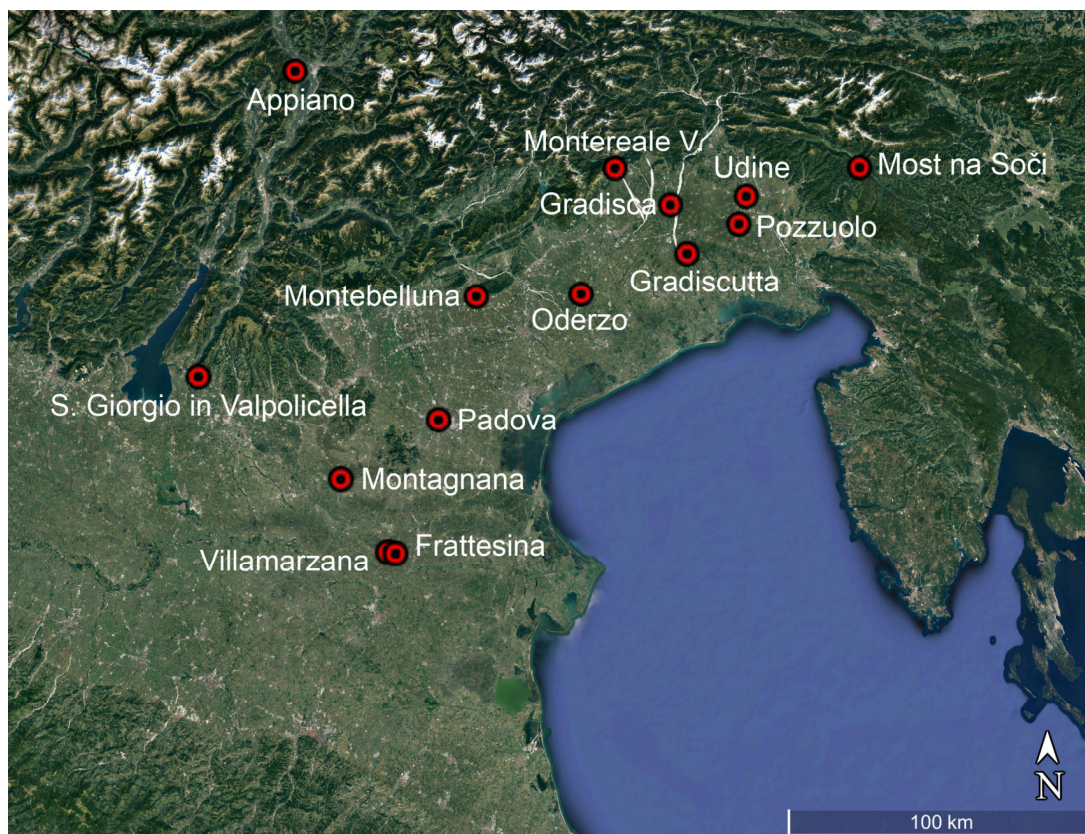 Appiano
Montereale V.
Udine
Most na Soči
Gradisca
Pozzuolo
Gradiscutta
Montebelluna
Oderzo
S. Giorgio in Valpolicella
Padova
Montagnana
Frattesina
Villamarzana
N
100 km